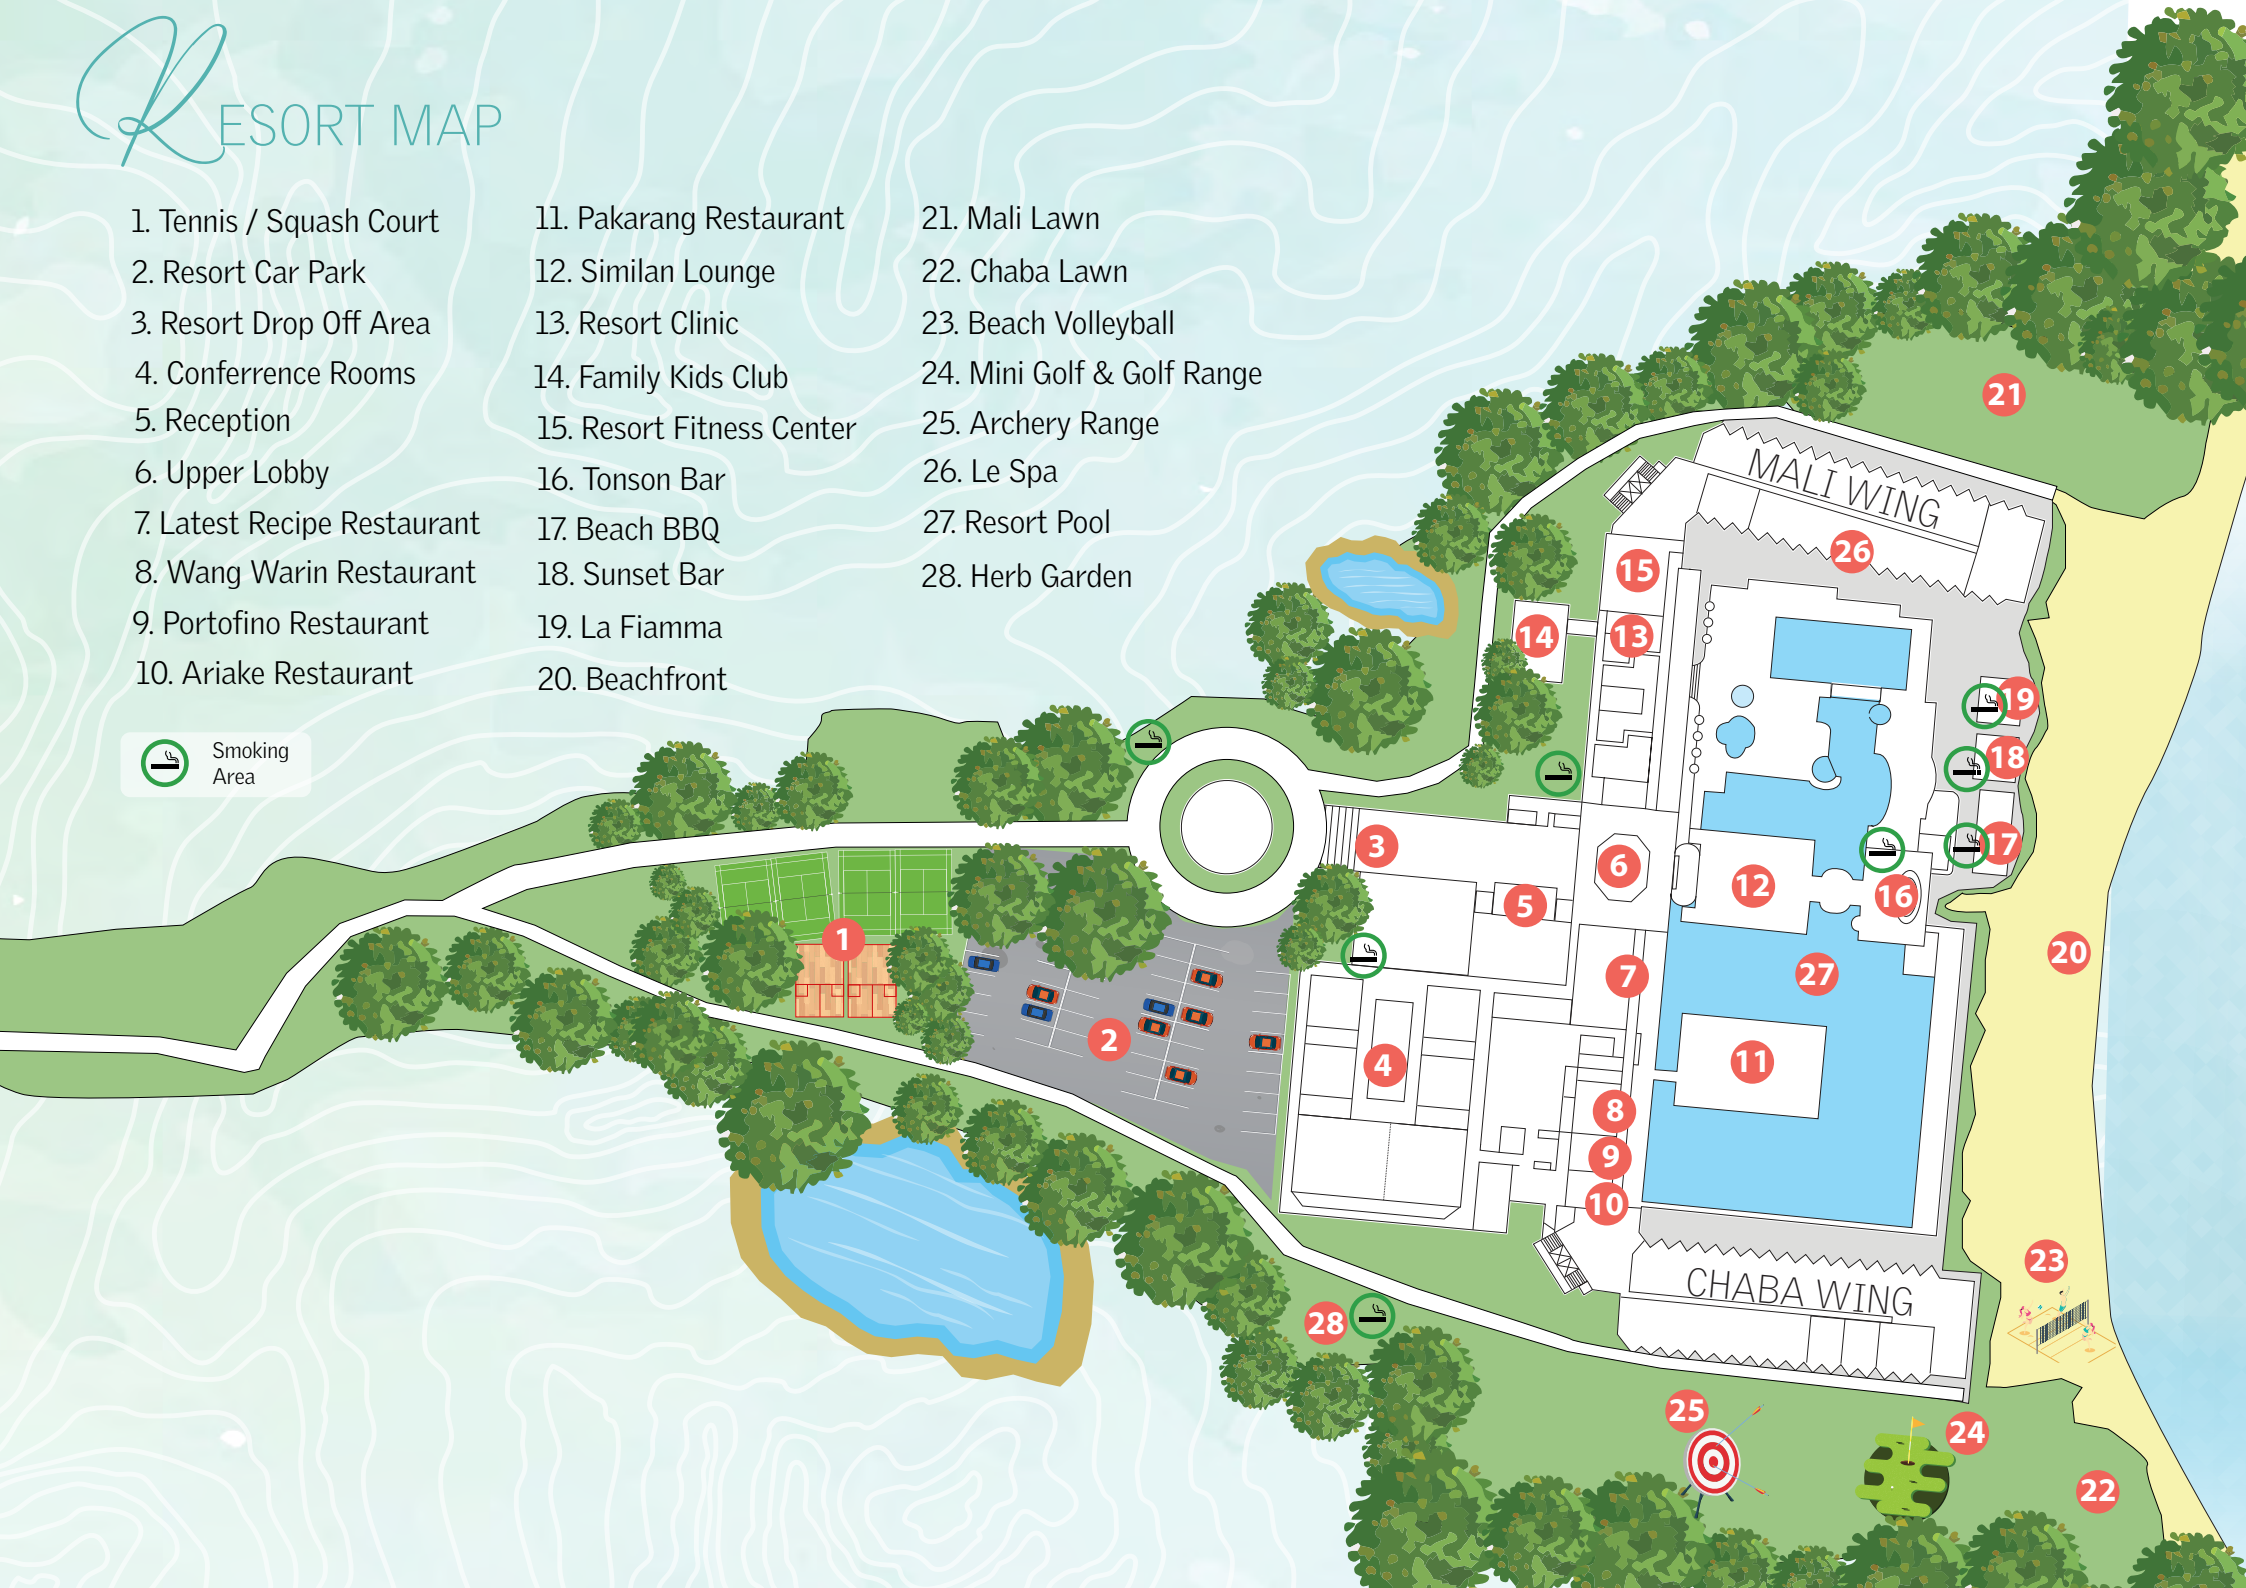 RESORT MAP
1. Tennis / Squash Court
2. Resort Car Park
3. Resort Drop Off Area
4. Conferrence Rooms
5. Reception
6. Upper Lobby
7. Latest Recipe Restaurant
8. Wang Warin Restaurant
9. Portofino Restaurant
10. Ariake Restaurant
11. Pakarang Restaurant
12. Similan Lounge
13. Resort Clinic
14. Family Kids Club
15. Resort Fitness Center
16. Tonson Bar
17. Beach BBQ
18. Sunset Bar
19. La Fiamma
20. Beachfront
21. Mali Lawn
22. Chaba Lawn
23. Beach Volleyball
24. Mini Golf & Golf Range
25. Archery Range
26. Le Spa
27. Resort Pool
28. Herb Garden
Smoking
Area
21
MALI WING
26
15
14
13
19
18
17
3
6
12
16
5
1
20
7
27
2
4
11
8
9
10
23
CHABA WING
28
25
24
22